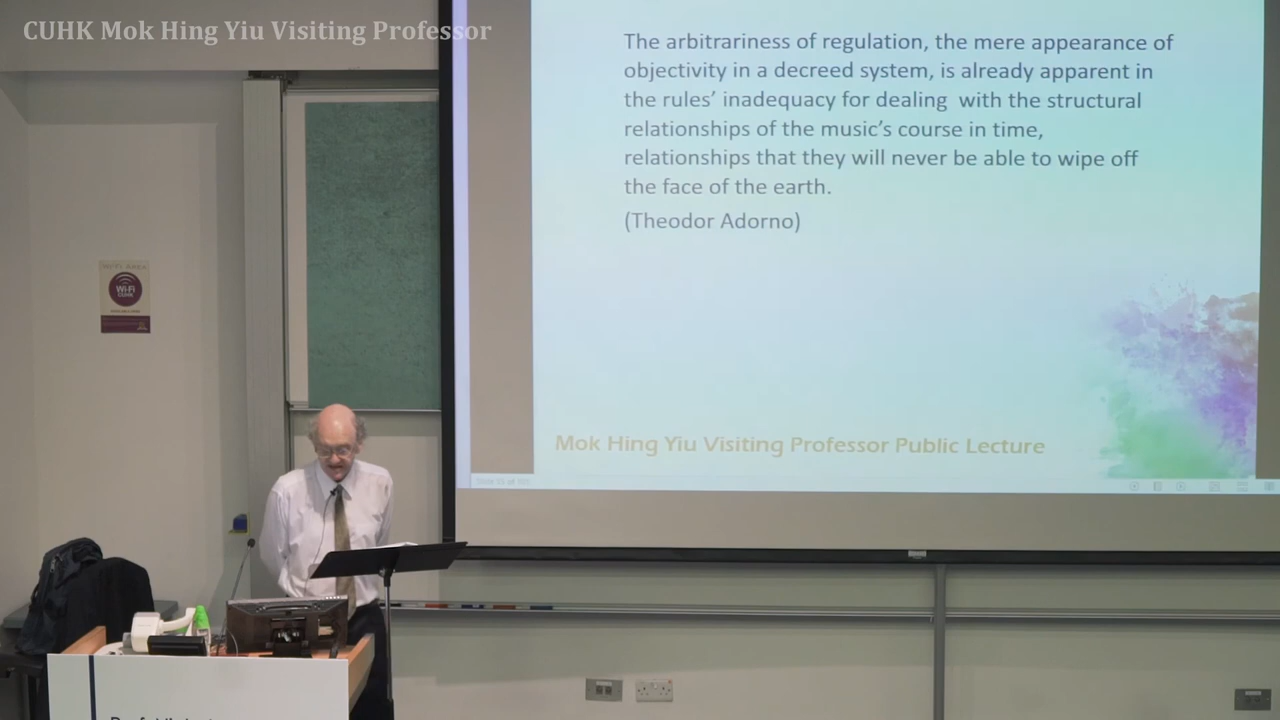 CUHK Mok Hing Yiu Visiting Professor
The arbitrariness of regulation, the mere appearance of
objectivity in a decreed system, is already apparent in
the rules' inadequacy for dealing with the structural
relationships of the music's course in time,
relationships that they will never be able to wipe off
the face of the earth.
(Theodor Adorno)
Mok Hing Yiu Visiting Professor Public Lecture
Wi-Fi